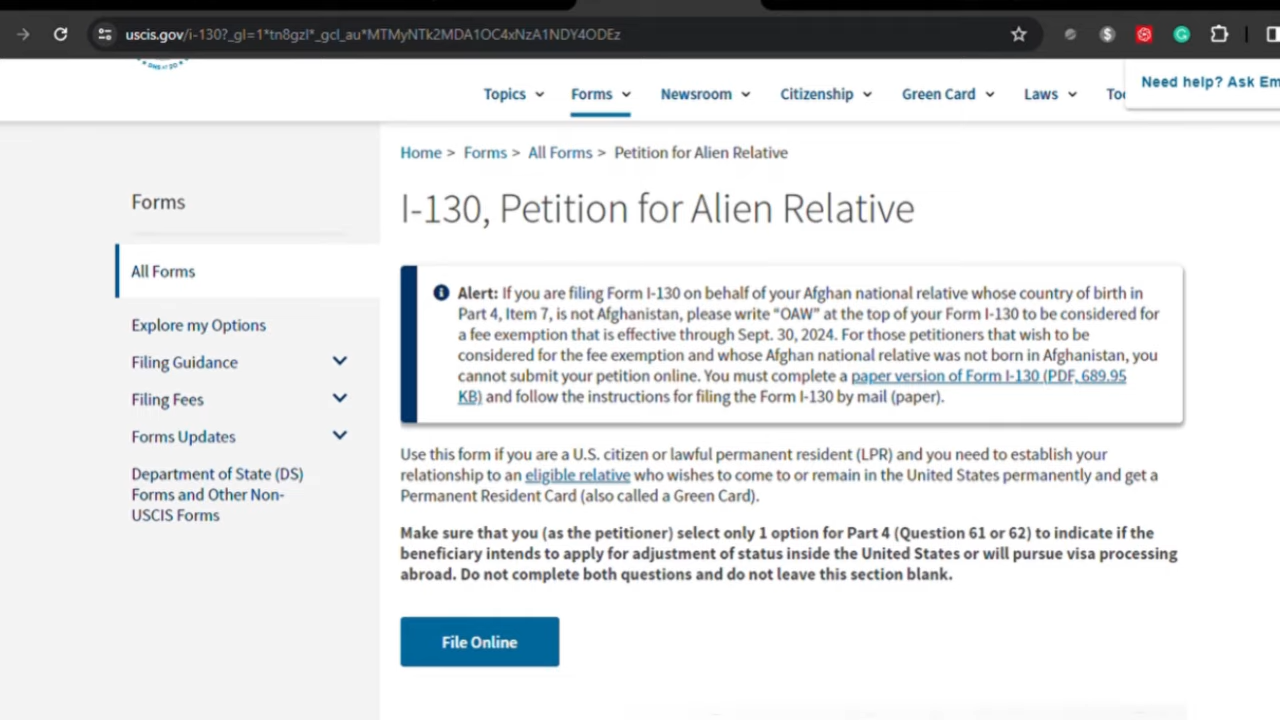 uscis.gov/i-130?_gl=1*tn8gzl*_gcl_au*MTMyNTk2MDA1OC4xNzA1NDY4ODEz
Topics Forms Newsroom Citizenship Green Card Laws
Need help? Ask Em
Home > Forms > All Forms > Petition for Alien Relative
Forms
I-130, Petition for Alien Relative
All Forms
Explore my Options
Filing Guidance
Filing Fees
Forms Updates
Department of State (DS)
Forms and Other Non-
USCIS Forms
Alert: If you are filing Form I-130 on behalf of your Afghan national relative whose country of birth in
Part 4, Item 7, is not Afghanistan, please write “OAW” at the top of your Form I-130 to be considered for
a fee exemption that is effective through Sept. 30, 2024. For those petitioners that wish to be
considered for the fee exemption and whose Afghan national relative was not born in Afghanistan, you
cannot submit your petition online. You must complete a paper version of Form I-130 (PDF, 689.95
KB) and follow the instructions for filing the Form I-130 by mail (paper).
Use this form if you are a U.S. citizen or lawful permanent resident (LPR) and you need to establish your
relationship to an eligible relative who wishes to come to or remain in the United States permanently and get a
Permanent Resident Card (also called a Green Card).
Make sure that you (as the petitioner) select only 1 option for Part 4 (Question 61 or 62) to indicate if the
beneficiary intends to apply for adjustment of status inside the United States or will pursue visa processing
abroad. Do not complete both questions and do not leave this section blank.
File Online